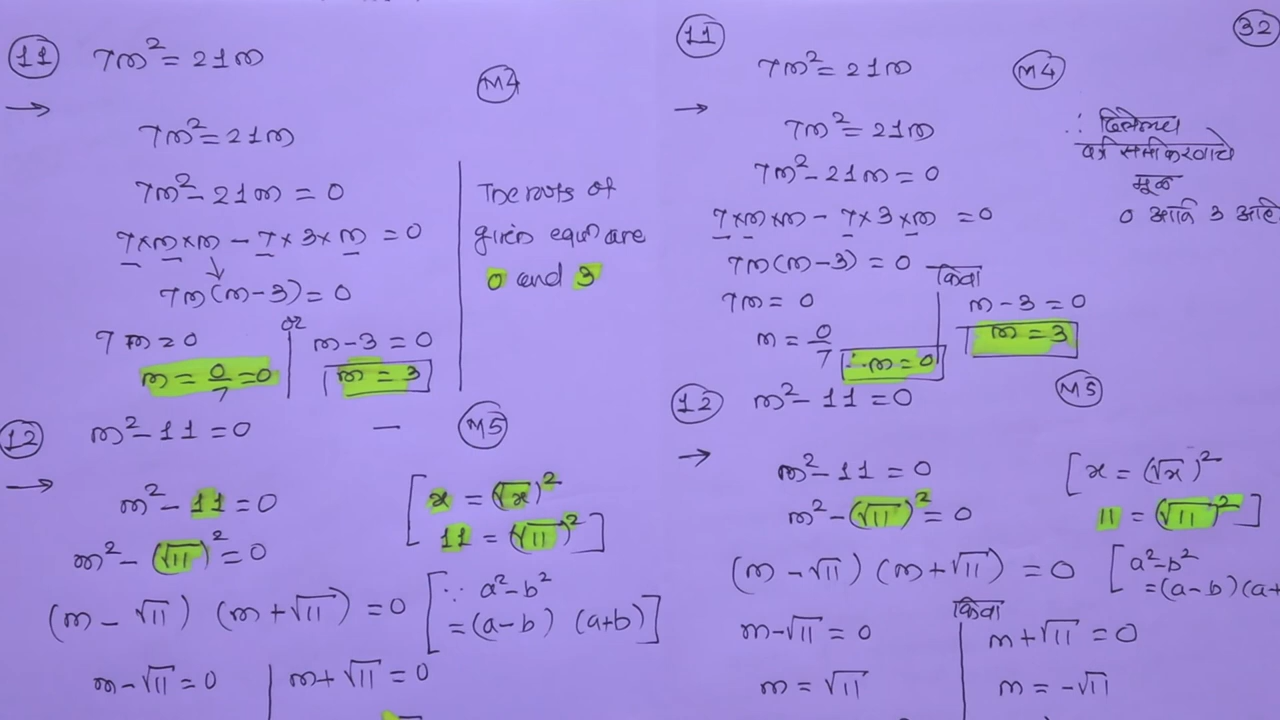 11 7m² = 21m
M4
→
7m² = 21m
7m² - 21m = 0
7×m×m - 7×3×m = 0
7m(m-3) = 0
7m = 0 or m-3 = 0
m = 0/7 = 0 m = 3
The roots of
given equn are
0 and 3
12 m² - 11 = 0 — M5
→
m² - 11 = 0
m² - (√11)² = 0
[x = (√x)²
11 = (√11)²]
(m - √11) (m + √11) = 0
[∵ a² - b²
= (a-b) (a+b)]
m - √11 = 0 m + √11 = 0
32
11 7m² = 21m M4
→
7m² = 21m
7m² - 21m = 0
7×m×m - 7×3×m = 0
7m(m-3) = 0
किंवा
7m = 0 m-3 = 0
m = 0/7 ∴ m = 0 m = 3
∴ दिलेल्या
वर्ग समीकरणाचे
मूळ
0 आणि 3 आहे
12 m² - 11 = 0 M5
→
m² - 11 = 0
m² - (√11)² = 0
[x = (√x)²
11 = (√11)²]
(m - √11) (m + √11) = 0
[a² - b²
= (a-b)(a+
किंवा
m - √11 = 0 m + √11 = 0
m = √11 m = -√11